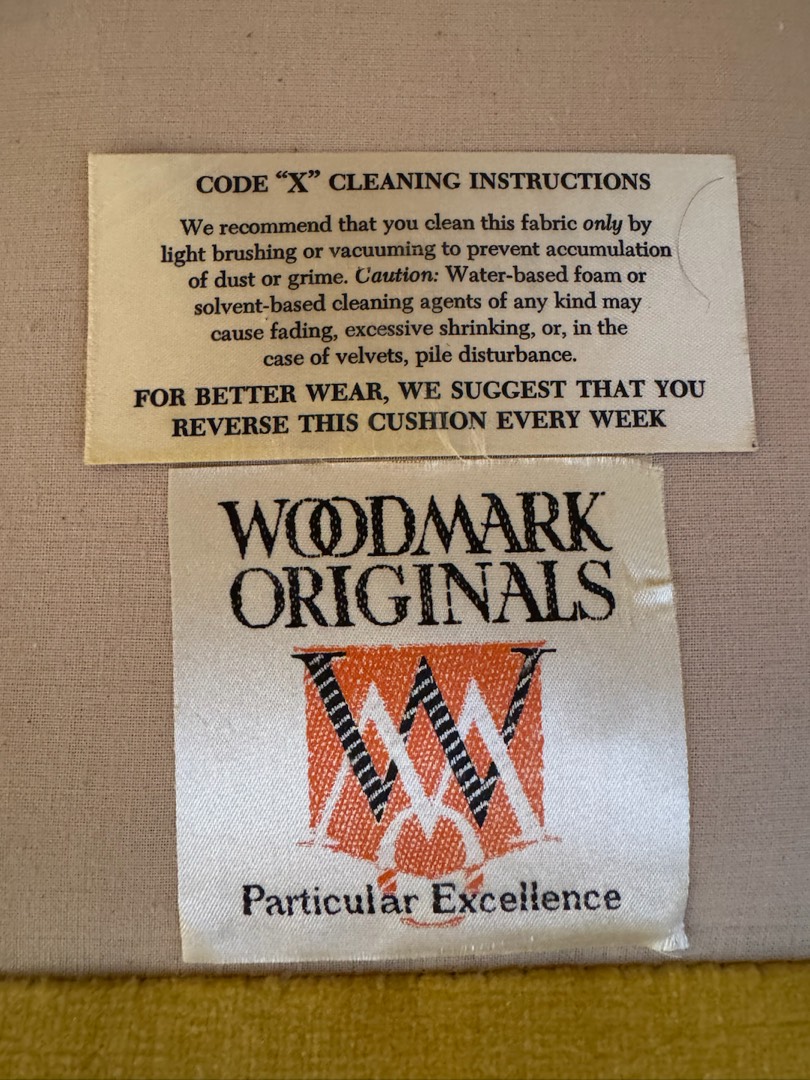 CODE “X” CLEANING INSTRUCTIONS
We recommend that you clean this fabric only by
light brushing or vacuuming to prevent accumulation
of dust or grime. Caution: Water-based foam or
solvent-based cleaning agents of any kind may
cause fading, excessive shrinking, or, in the
case of velvets, pile disturbance.
FOR BETTER WEAR, WE SUGGEST THAT YOU
REVERSE THIS CUSHION EVERY WEEK
WOODMARK
ORIGINALS
Particular Excellence